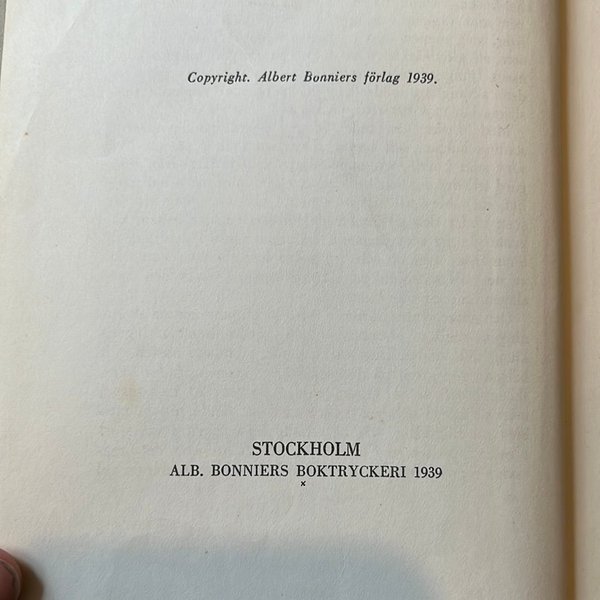 Copyright. Albert Bonniers förlag 1939.
STOCKHOLM
ALB. BONNIERS BOKTRYCKERI 1939
x